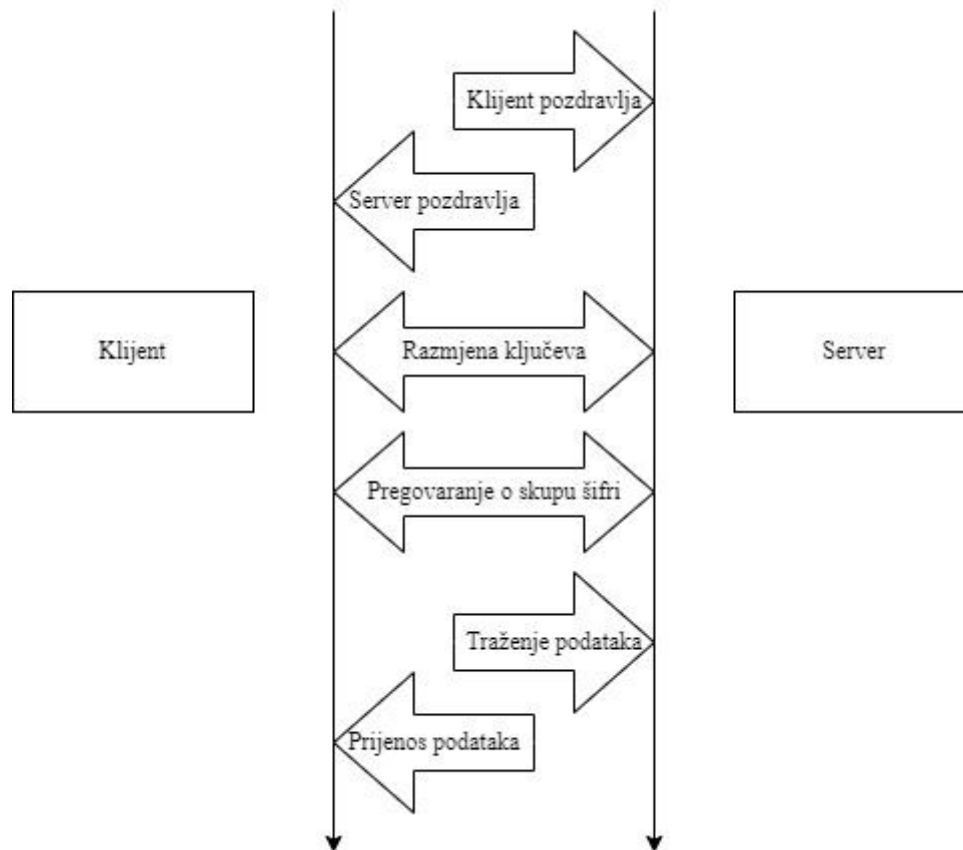 Klijent pozdravlja
Server pozdravlja
Klijent
Razmjena ključeva
Server
Pregovaranje o skupu šifri
Traženje podataka
Prijenos podataka